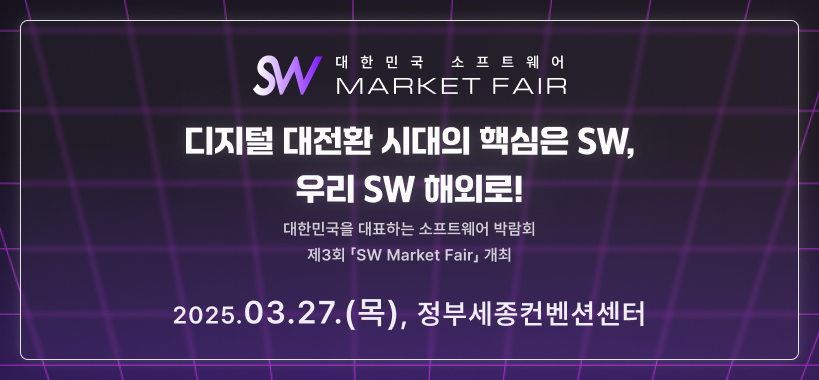 SW 대한민국 소프트웨어
MARKET FAIR
디지털 대전환 시대의 핵심은 SW,
우리 SW 해외로!
대한민국을 대표하는 소프트웨어 박람회
제3회 「SW Market Fair」 개최
2025.03.27.(목), 정부세종컨벤션센터